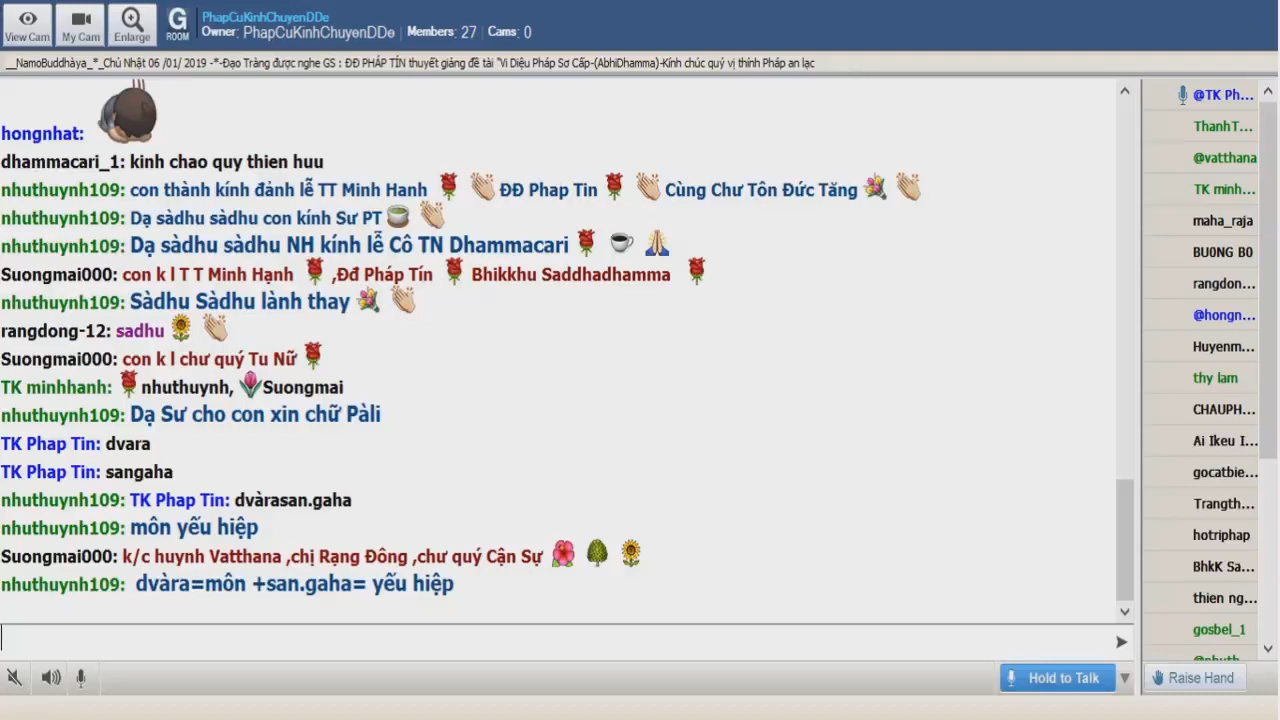 View Cam
My Cam
Enlarge
G
ROOM
PhapCuKinhChuyenDDe
Owner: PhapCuKinhChuyenDDe | Members: 27 | Cams: 0
__NamoBuddhàya_*_Chủ Nhật 06 /01/ 2019 -*-Đạo Tràng được nghe GS : ĐĐ PHÁP TÍN thuyết giảng đề tài "Vi Diệu Pháp Sơ Cấp-(AbhiDhamma)-Kính chúc quý vị thính Pháp an lạc
hongnhat:
dhammacari_1: kinh chao quy thien huu
nhuthuynh109: con thành kính đảnh lễ TT Minh Hanh ĐĐ Phap Tin Cùng Chư Tôn Đức Tăng
nhuthuynh109: Dạ sàdhu sàdhu con kính Sư PT
nhuthuynh109: Dạ sàdhu sàdhu NH kính lễ Cô TN Dhammacari
Suongmai000: con k l T T Minh Hạnh ,Đđ Pháp Tín Bhikkhu Saddhadhamma
nhuthuynh109: Sàdhu Sàdhu lành thay
rangdong-12: sadhu
Suongmai000: con k l chư quý Tu Nữ
TK minhhanh: nhuthuynh, Suongmai
nhuthuynh109: Dạ Sư cho con xin chữ Pàli
TK Phap Tin: dvara
TK Phap Tin: sangaha
nhuthuynh109: TK Phap Tin: dvàrasan.gaha
nhuthuynh109: môn yếu hiệp
Suongmai000: k/c huynh Vatthana ,chị Rạng Đông ,chư quý Cận Sự
nhuthuynh109: dvàra=môn +san.gaha= yếu hiệp
@TK Ph...
ThanhT...
@vatthana
TK minh...
maha_raja
BU0NG B0
rangdon...
@hongn...
Huyenm...
thy lam
CHAUPH...
Ai Ikeu I...
gocatbie...
Trangth...
hotriphap
BhkK Sa...
thien ng...
gosbel_1
Hold to Talk
Raise Hand